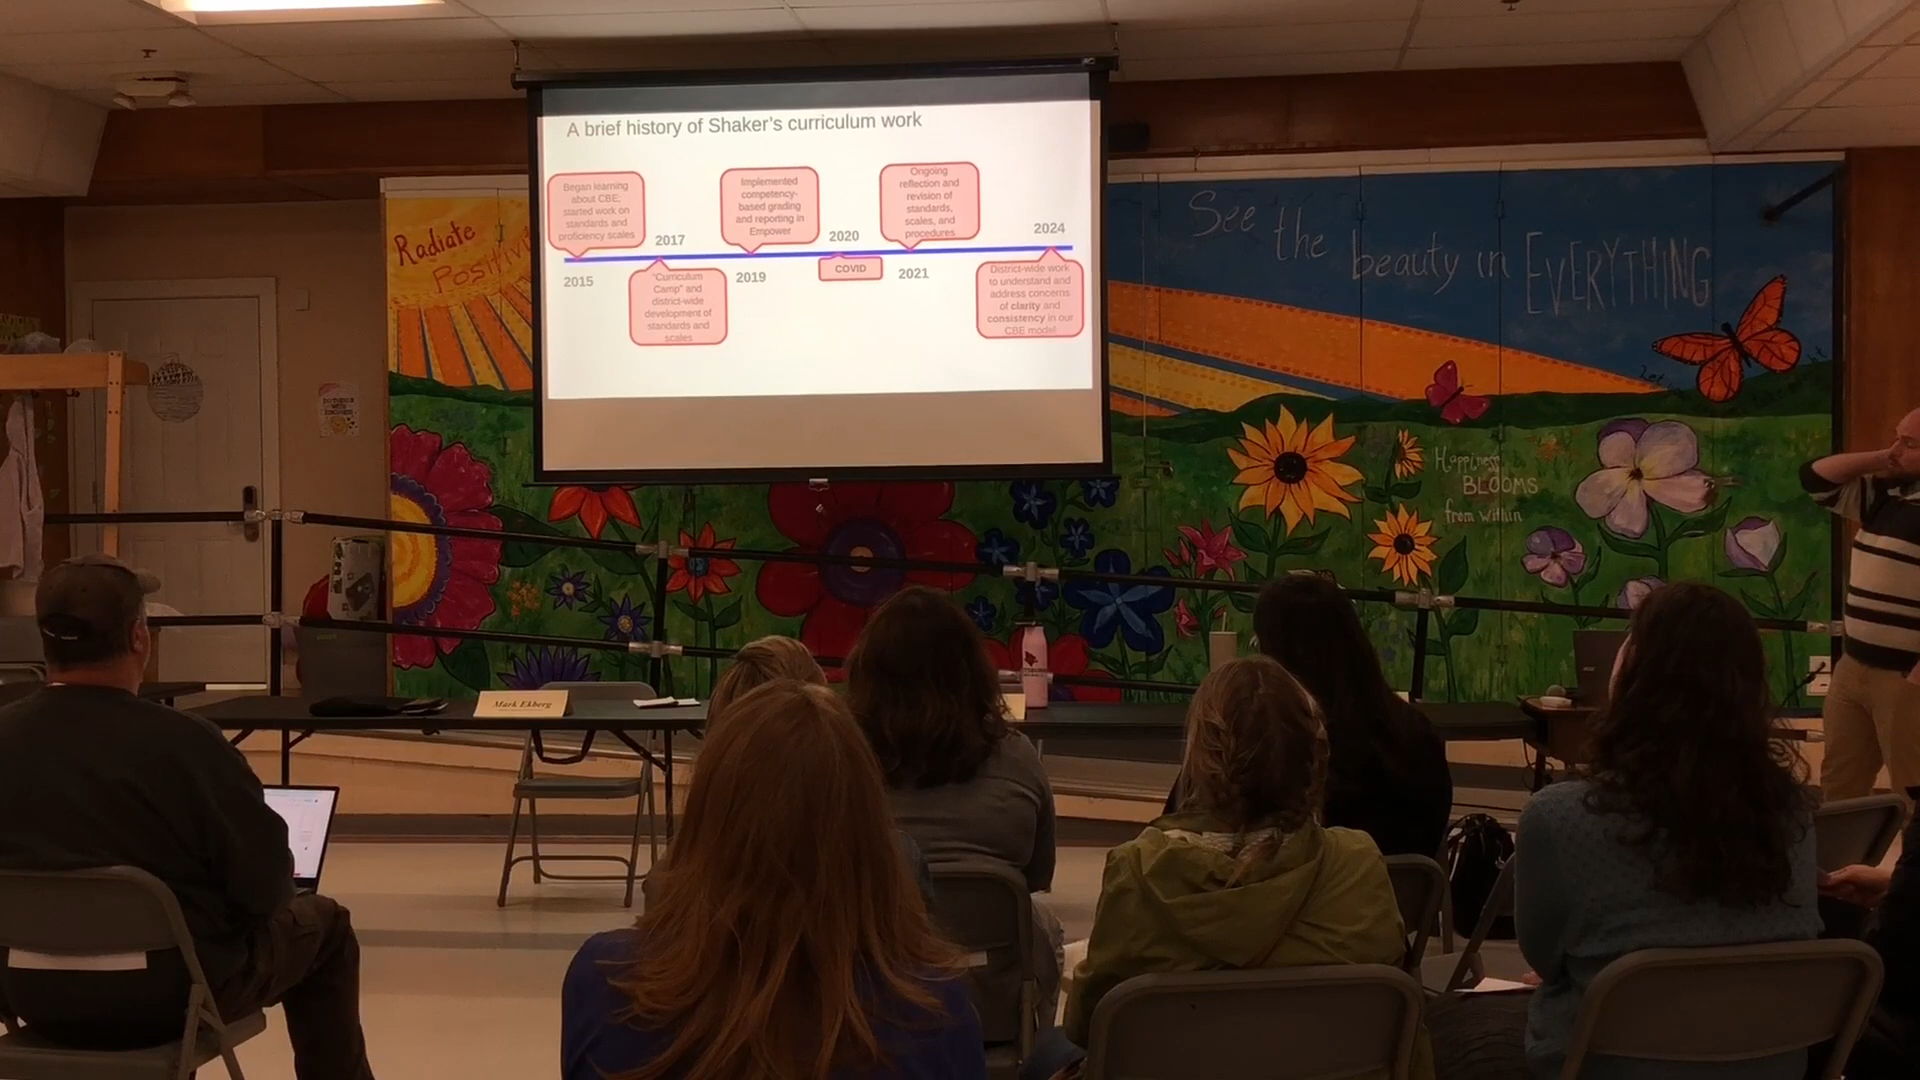 A brief history of Shaker's curriculum work
Began learning
about CBE;
started work on
standards and
proficiency scales
2015
2017
"Curriculum
Camp" and
district-wide
development of
standards and
scales
Implemented
competency-
based grading
and reporting in
Empower
2019
2020
COVID
Ongoing
reflection and
revision of
standards,
scales, and
procedures
2021
2024
District-wide work
to understand and
address concerns
of clarity and
consistency in our
CBE model
Radiate
Positivi
See the beauty in EVERYTHING
Happiness
BLOOMS
from within
Mark Ekberg